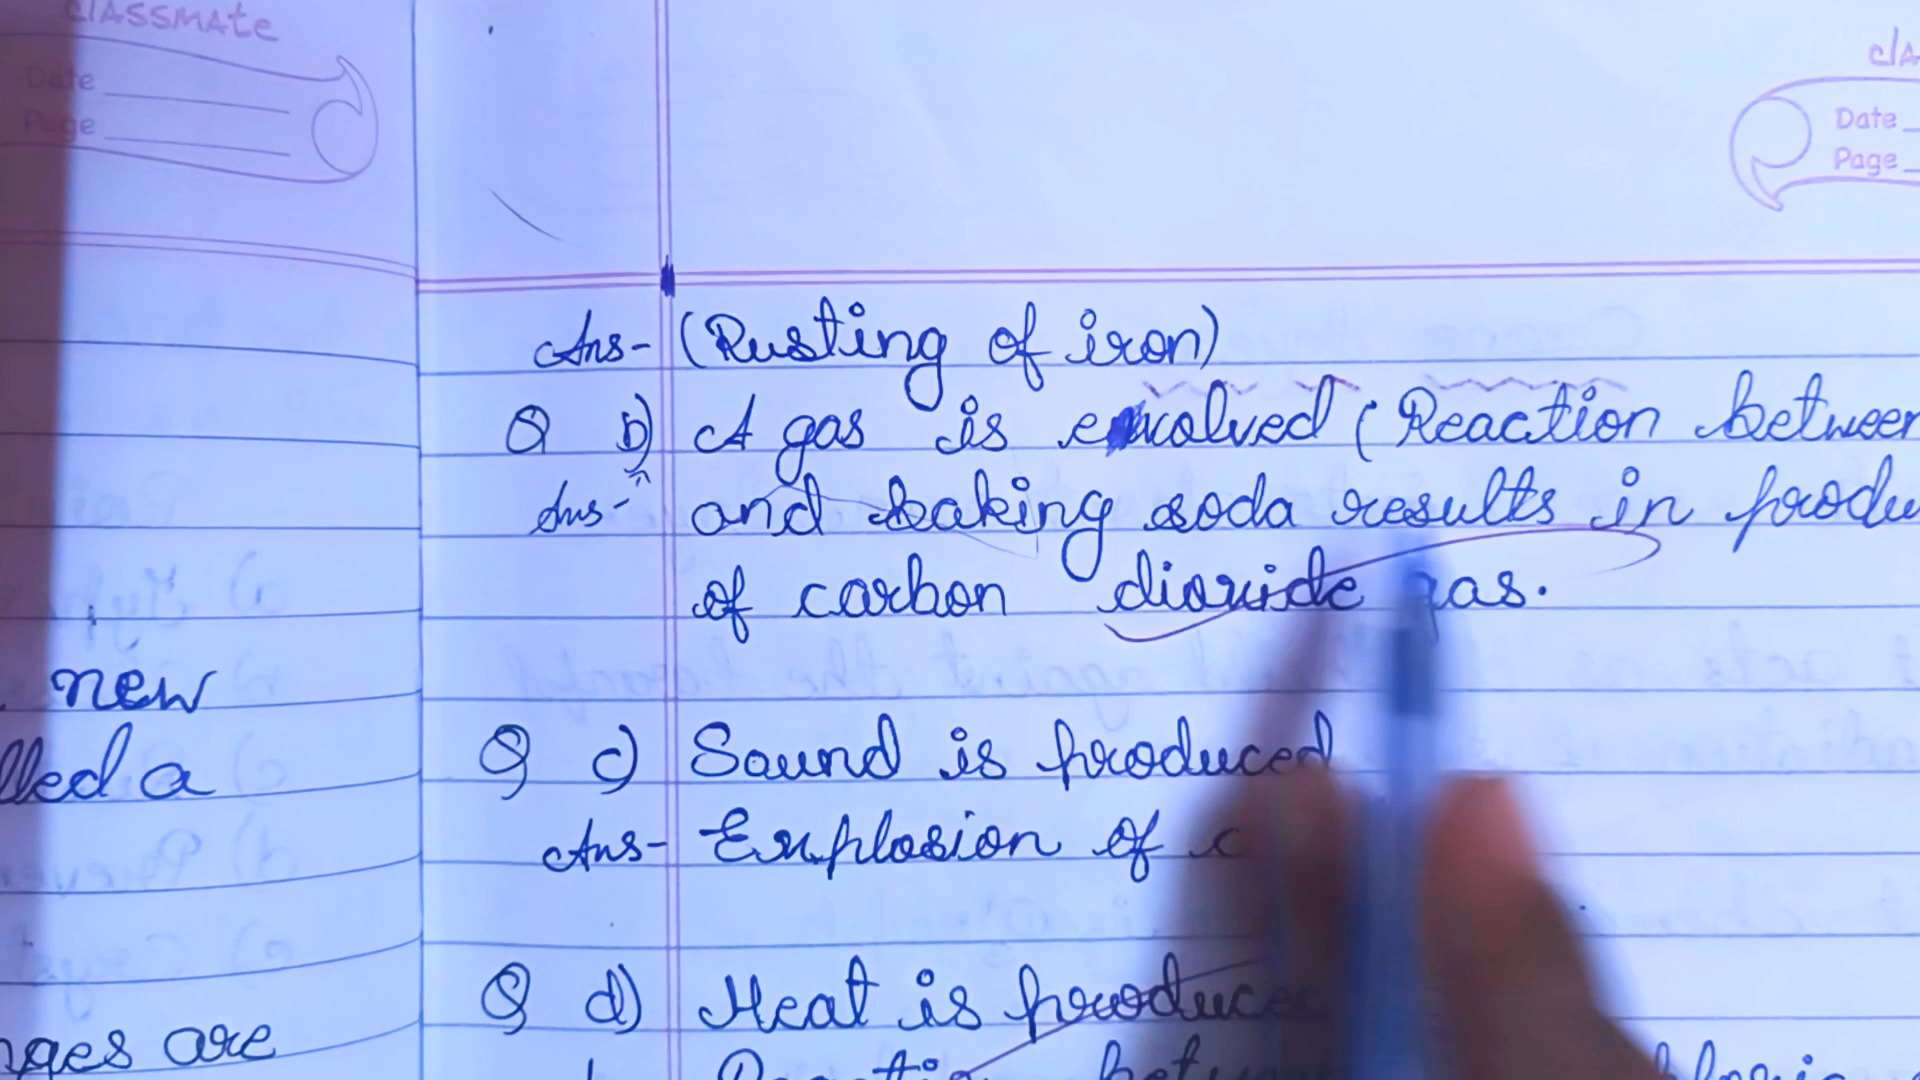 classmate
Date
Page
new
lled a
ges are
cla
Date
Page
Ans- (Rusting of iron)
Q b) A gas is evolved (Reaction between
Ans- and baking soda results in produ
of carbon dioxide gas.
Q c) Sound is produced
Ans- Explosion of c
Q d) Heat is produced